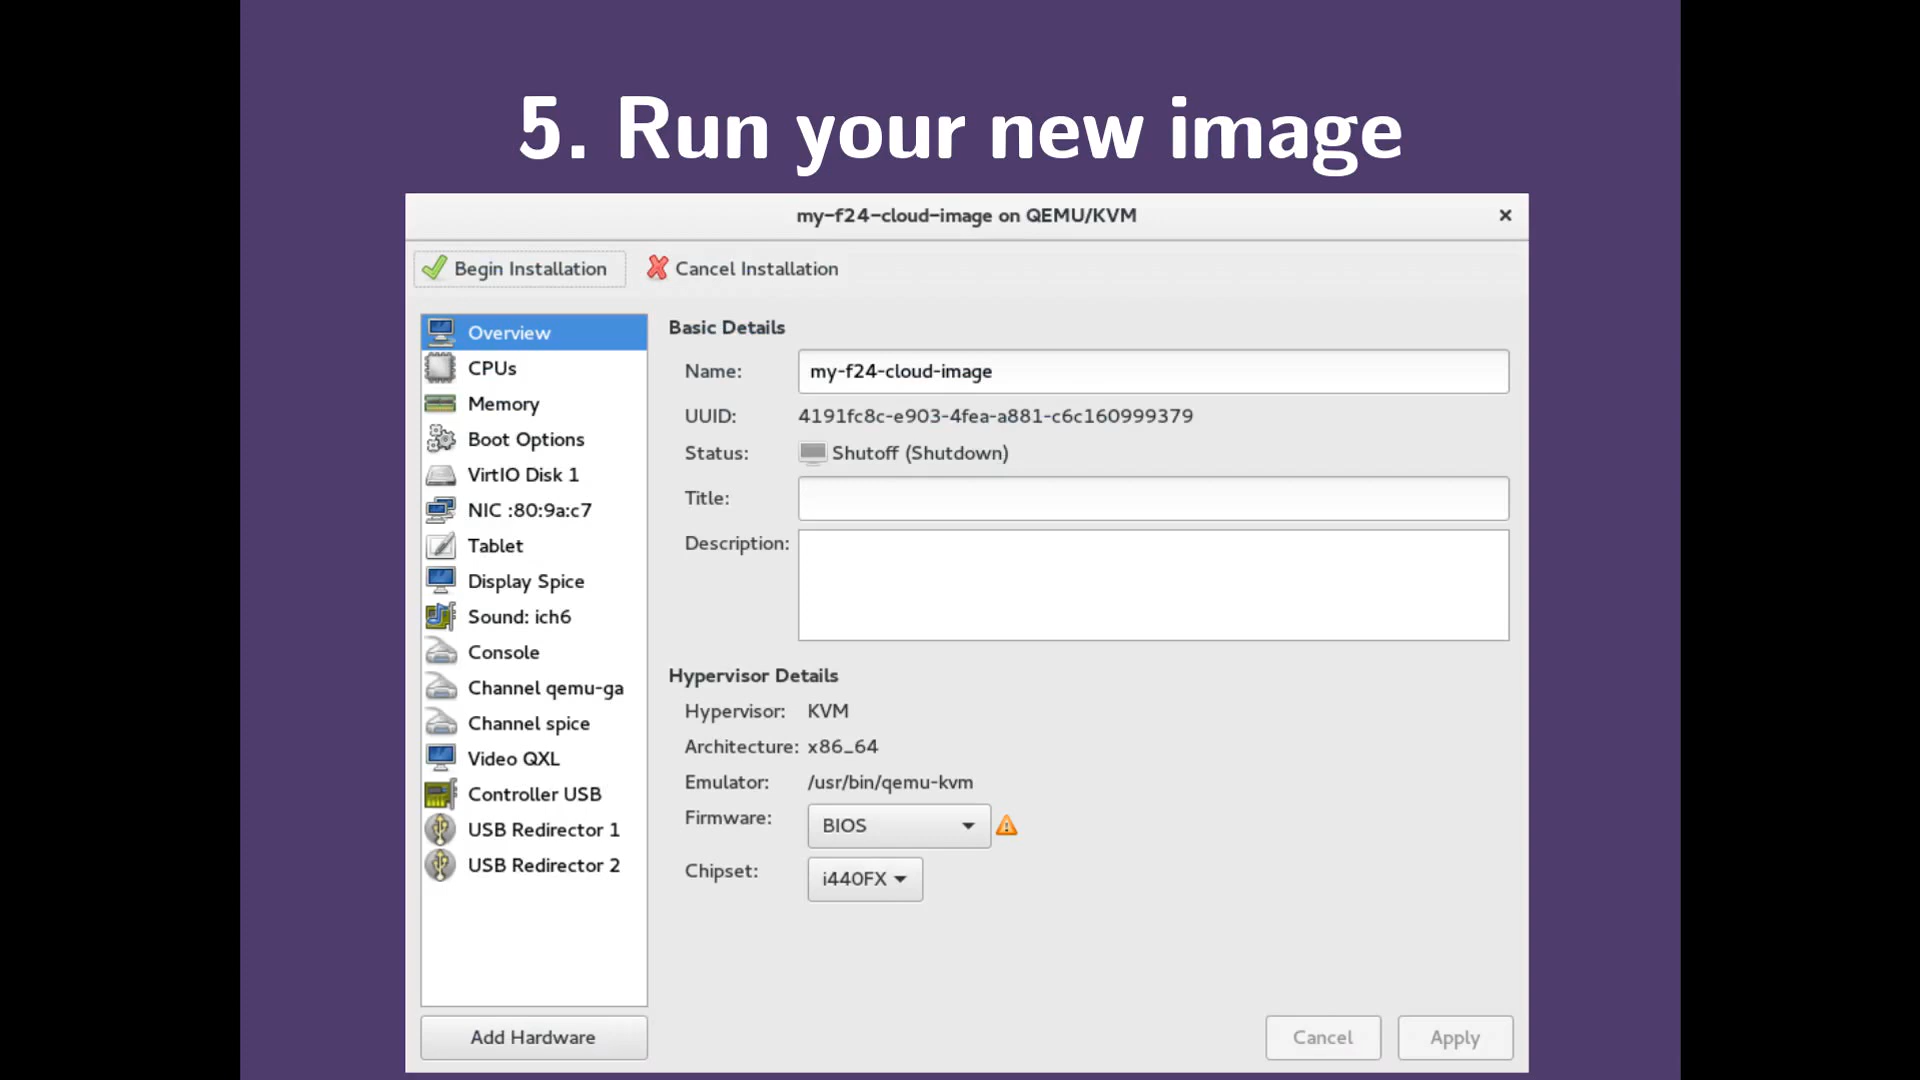 5. Run your new image
my-f24-cloud-image on QEMU/KVM
Begin Installation
Cancel Installation
Overview
CPUs
Memory
Boot Options
VirtIO Disk 1
NIC :80:9a:c7
Tablet
Display Spice
Sound: ich6
Console
Channel qemu-ga
Channel spice
Video QXL
Controller USB
USB Redirector 1
USB Redirector 2
Add Hardware
Basic Details
Name: my-f24-cloud-image
UUID: 4191fc8c-e903-4fea-a881-c6c160999379
Status: Shutoff (Shutdown)
Title:
Description:
Hypervisor Details
Hypervisor: KVM
Architecture: x86_64
Emulator: /usr/bin/qemu-kvm
Firmware: BIOS
Chipset: i440FX
Cancel
Apply